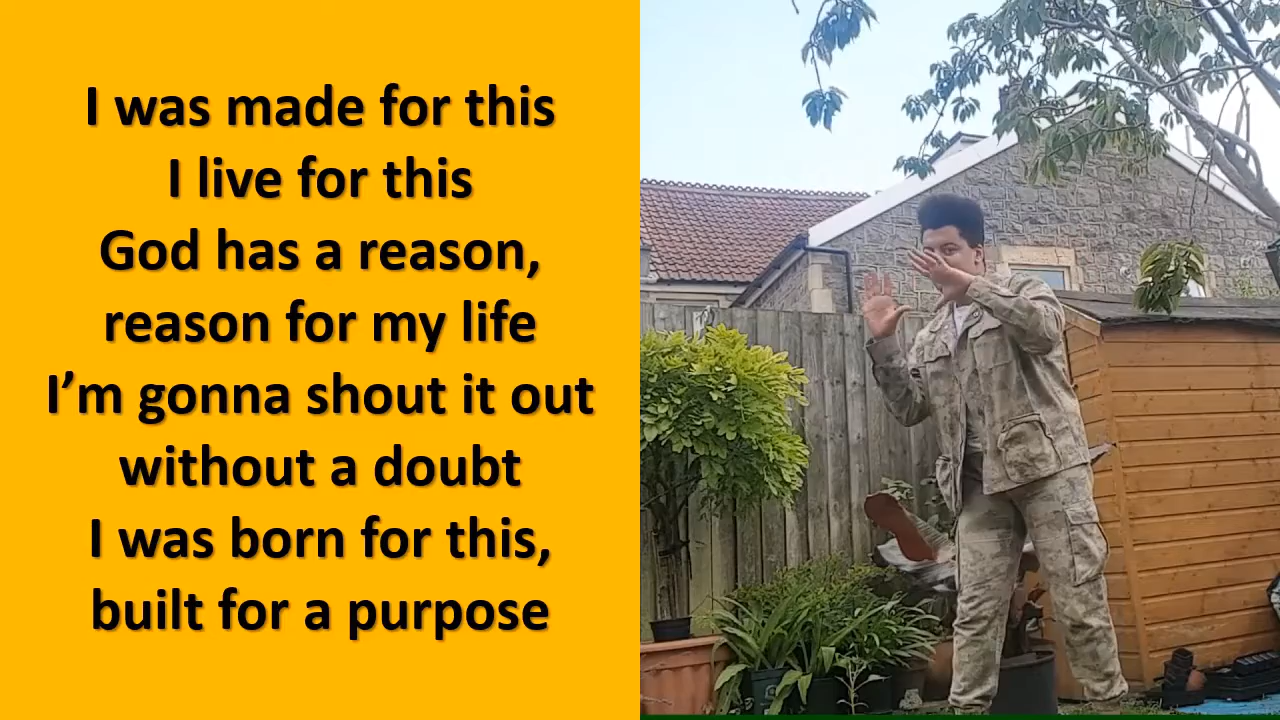 I was made for this
I live for this
God has a reason,
reason for my life
I’m gonna shout it out
without a doubt
I was born for this,
built for a purpose